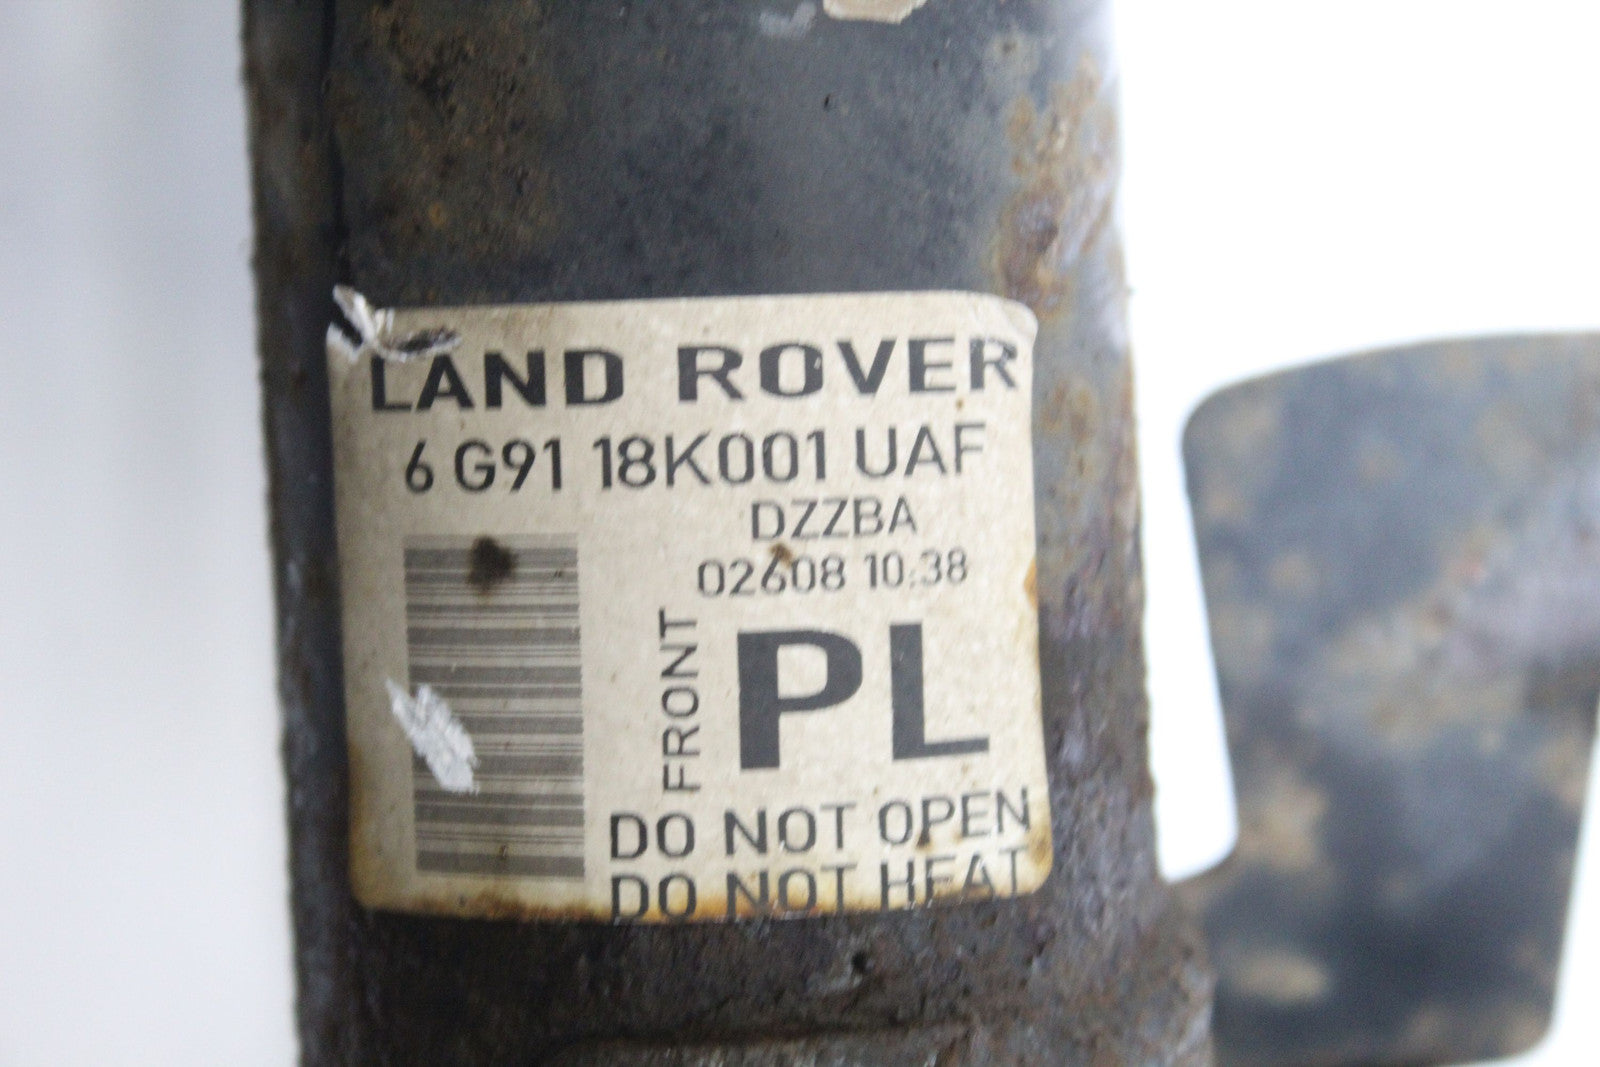 LAND ROVER
6 G91 18K001 UAF
DZZBA
02608 10:38
FRONT
PL
DO NOT OPEN
DO NOT HEAT